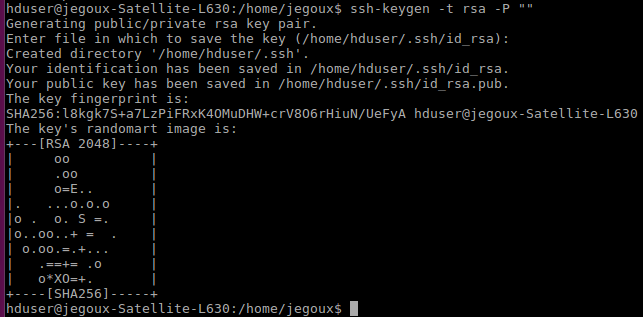 hduser@jegoux-Satellite-L630:/home/jegoux$ ssh-keygen -t rsa -P ""
Generating public/private rsa key pair.
Enter file in which to save the key (/home/hduser/.ssh/id_rsa):
Created directory '/home/hduser/.ssh'.
Your identification has been saved in /home/hduser/.ssh/id_rsa.
Your public key has been saved in /home/hduser/.ssh/id_rsa.pub.
The key fingerprint is:
SHA256:l8kgk7S+a7LzPiFRxK4OMuDHW+crV8O6rHiuN/UeFyA hduser@jegoux-Satellite-L630
The key's randomart image is:
+---[RSA 2048]----+
|     oo          |
|     .oo         |
|     o=E..       |
|.   ...o.o.o     |
|o .  o. S =.     |
|o..oo..+ =  .    |
| o.oo.=.+...     |
|   .==+= .o      |
|   o*XO=+.       |
+----[SHA256]-----+
hduser@jegoux-Satellite-L630:/home/jegoux$